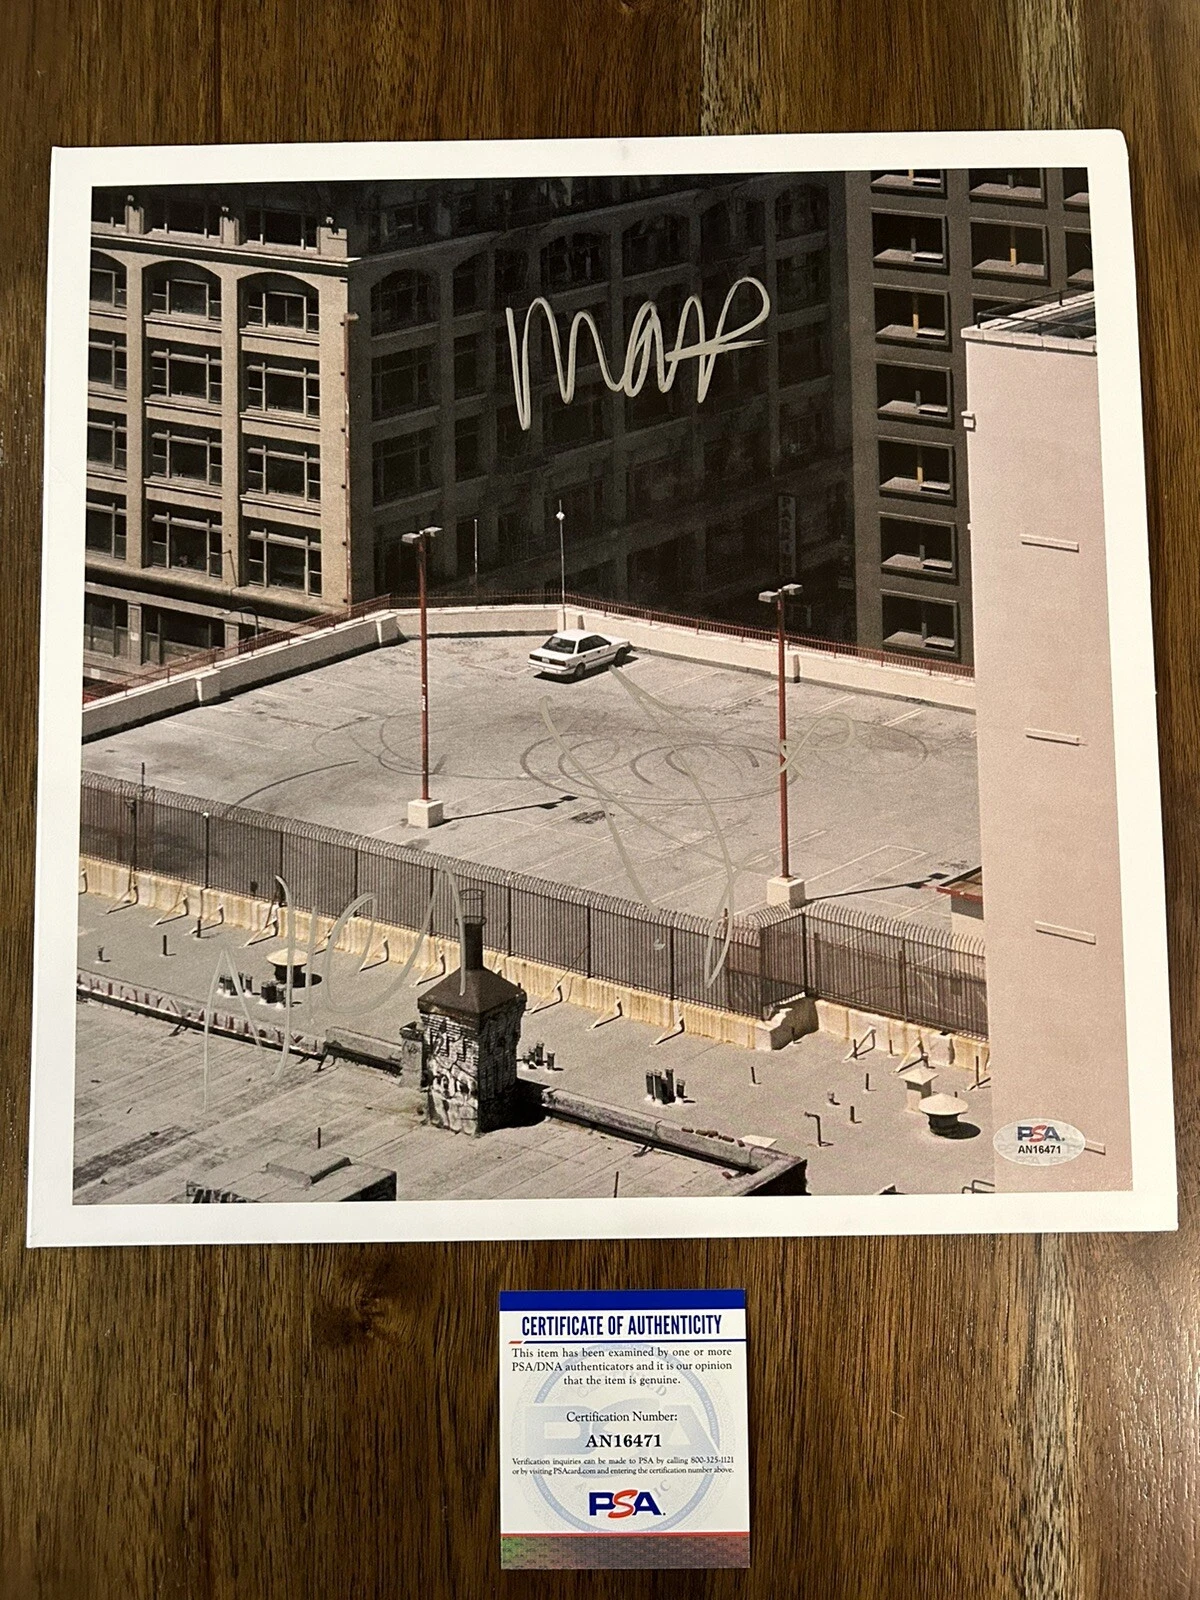 PSA.
AN16471
CERTIFICATE OF AUTHENTICITY
This item has been examined by one or more
PSA/DNA authenticators and it is our opinion
that the item is genuine.
Certification Number:
AN16471
Verification inquiries can be made to PSA by calling 800-325-1121
or by visiting PSAcard.com and entering the certification number above.
PSA.